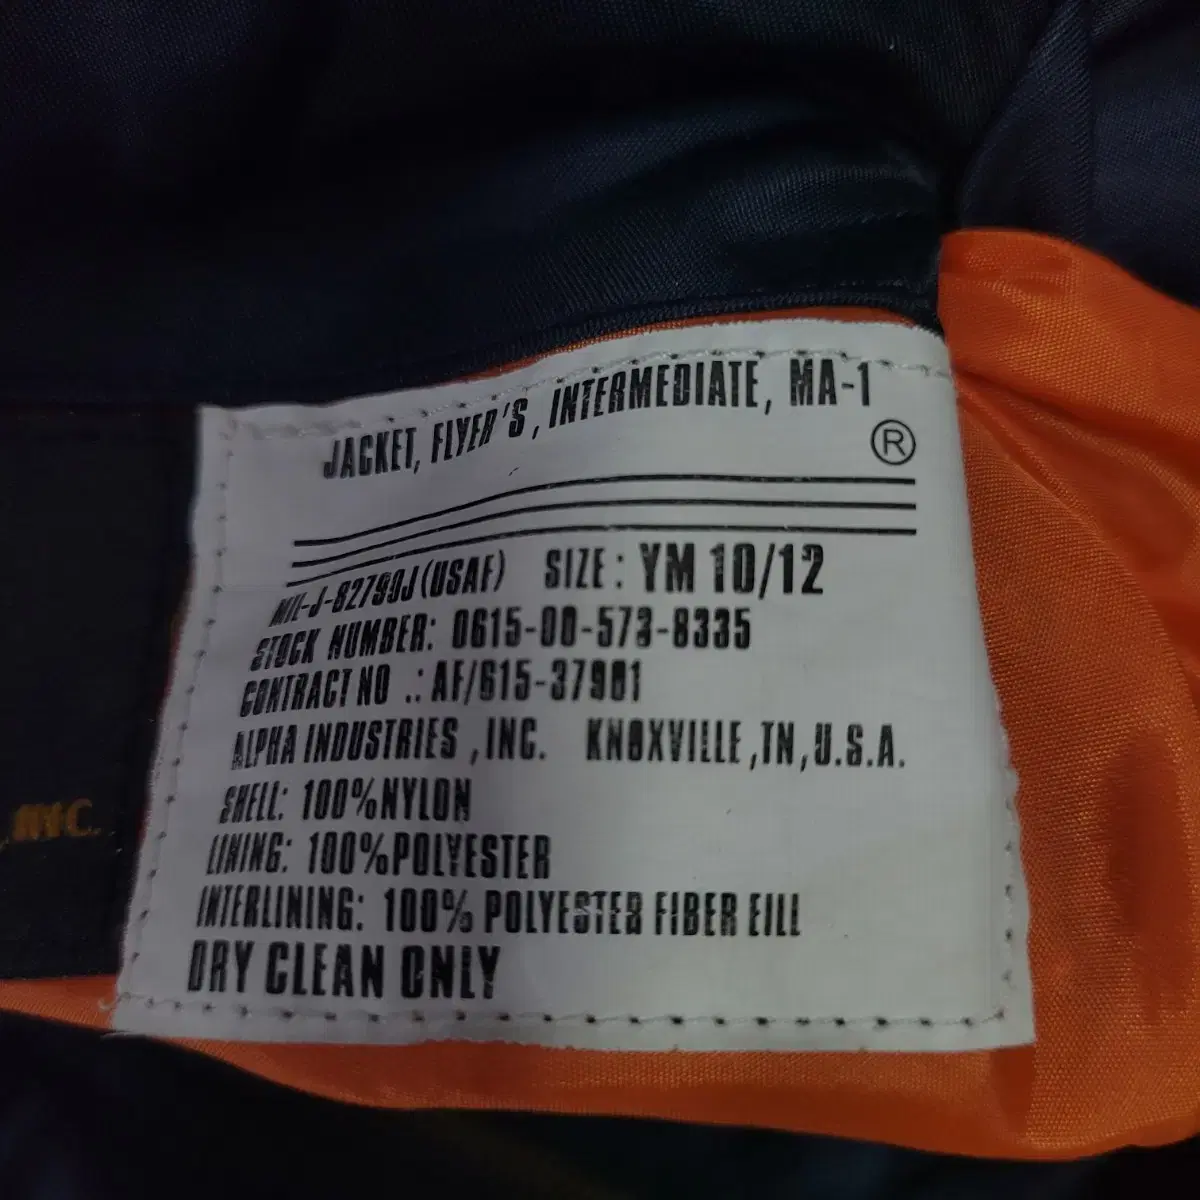 JACKET, FLYER'S, INTERMEDIATE, MA-1
®
MIL-J-82790J(USAF) SIZE: YM 10/12
STOCK NUMBER: 0615-00-573-8335
CONTRACT NO .: AF/615-37901
ALPHA INDUSTRIES ,INC. KNOXVILLE,TN,U.S.A.
SHELL: 100%NYLON
LINING: 100%POLYESTER
INTERLINING: 100% POLYESTER FIBER FILL
DRY CLEAN ONLY
, INC.